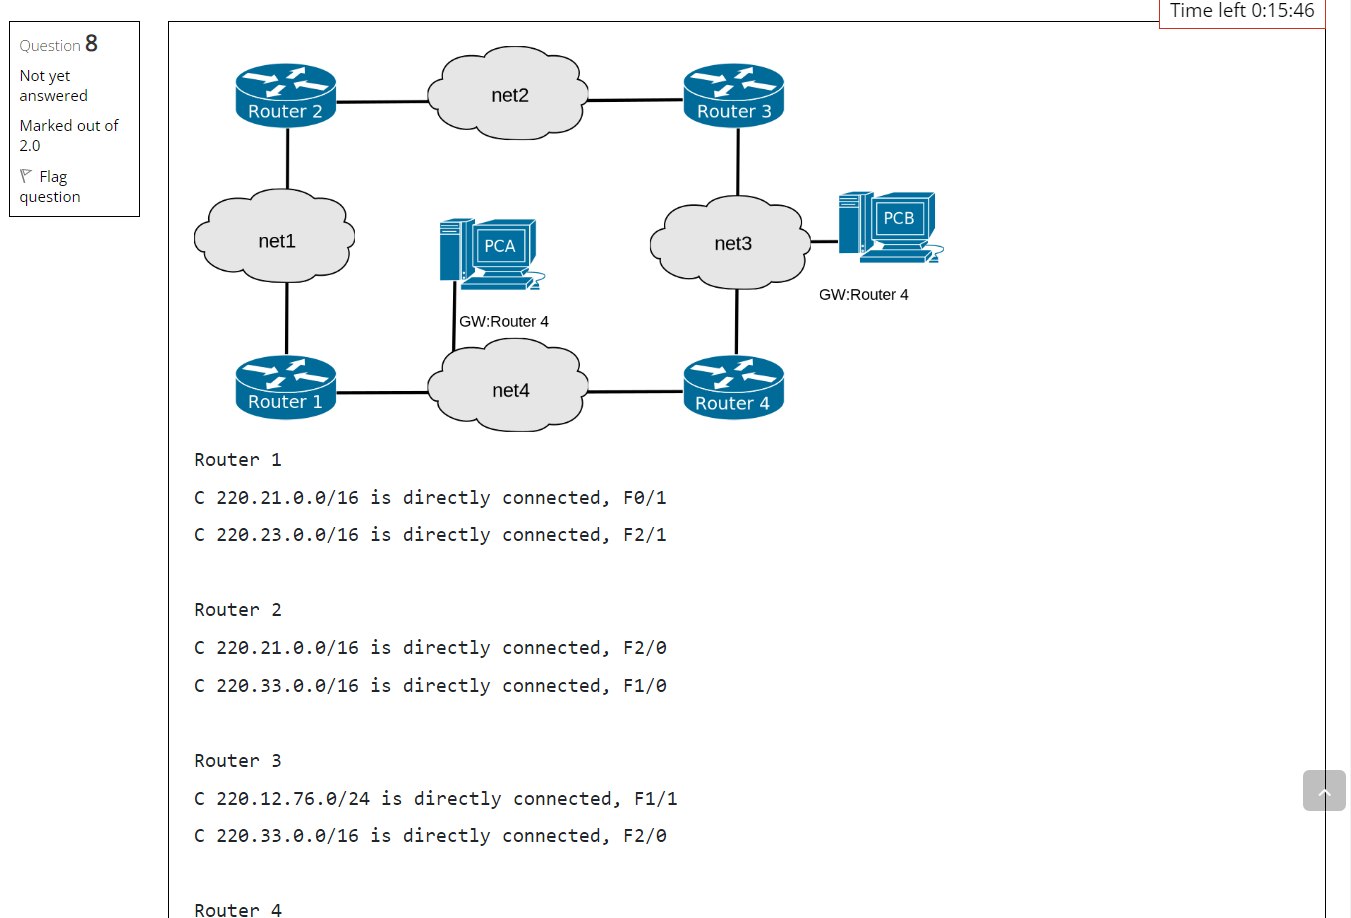 Time left 0:15:46
Question 8
Not yet
answered
Marked out of
2.0
Flag
question
Router 2
net2
Router 3
net1
PCA
net3
PCB
GW:Router 4
GW:Router 4
Router 1
net4
Router 4
Router 1
C 220.21.0.0/16 is directly connected, F0/1
C 220.23.0.0/16 is directly connected, F2/1
Router 2
C 220.21.0.0/16 is directly connected, F2/0
C 220.33.0.0/16 is directly connected, F1/0
Router 3
C 220.12.76.0/24 is directly connected, F1/1
C 220.33.0.0/16 is directly connected, F2/0
Router 4